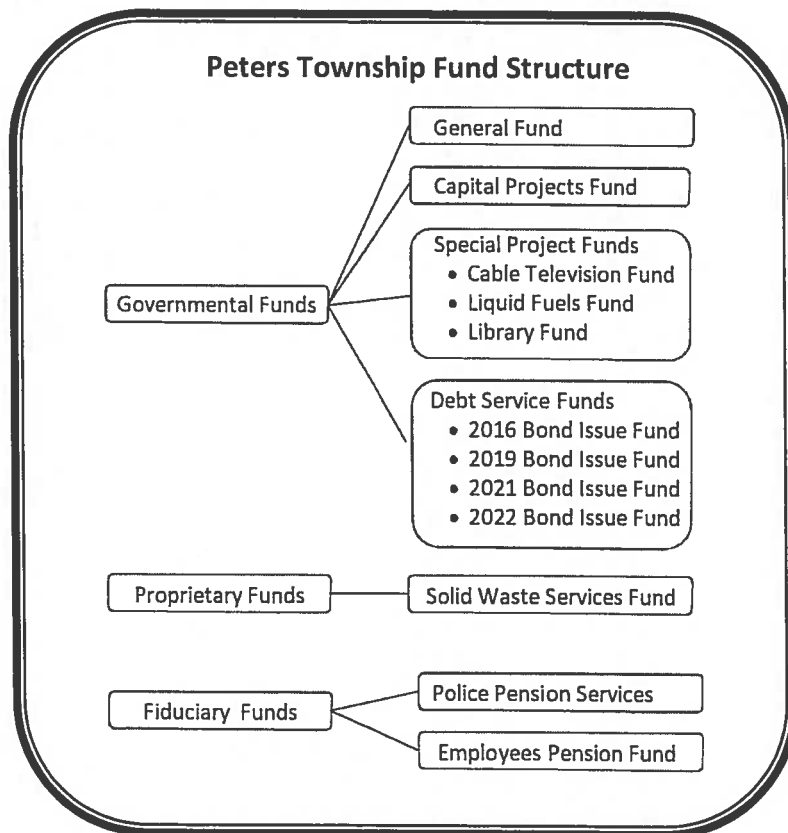 Peters Township Fund Structure
General Fund
Capital Projects Fund
Special Project Funds
• Cable Television Fund
• Liquid Fuels Fund
• Library Fund
Governmental Funds
Debt Service Funds
• 2016 Bond Issue Fund
• 2019 Bond Issue Fund
• 2021 Bond Issue Fund
• 2022 Bond Issue Fund
Proprietary Funds
Solid Waste Services Fund
Fiduciary Funds
Police Pension Services
Employees Pension Fund